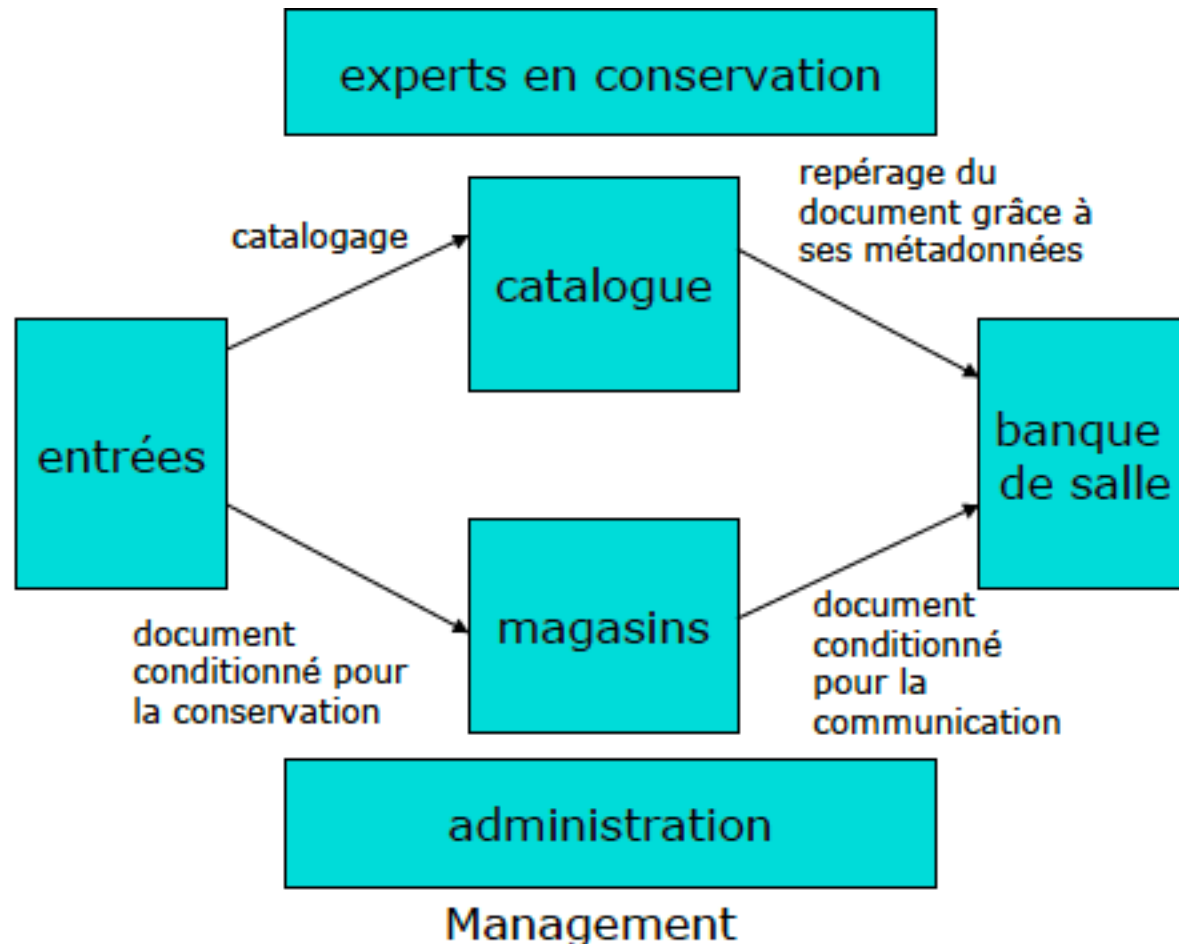 experts en conservation
catalogage
catalogue
repérage du
document grâce à
ses métadonnées
entrées
banque
de salle
document
conditionné pour
la conservation
magasins
document
conditionné
pour la
communication
administration
Management